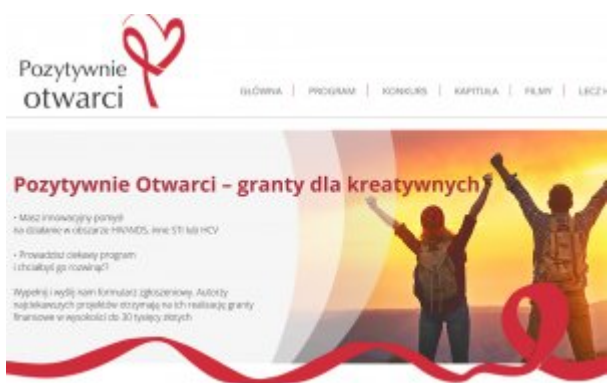 Pozytywnie
otwarci
GŁÓWNA | PROGRAM | KONKURS | KAPITUŁA | FILMY |
Pozytywnie Otwarci – granty dla kreatywnych
• Masz innowacyjny pomysł
na działanie w obszarze HIV/AIDS, inne STI lub HCV
• Prowadzisz ciekawy program
i chciałbyś go rozwinąć?
Wypełnij i wyślij nam formularz zgłoszeniowy. Autorzy
najciekawszych projektów otrzymają na ich realizację granty
finansowe w wysokości do 30 tysięcy złotych